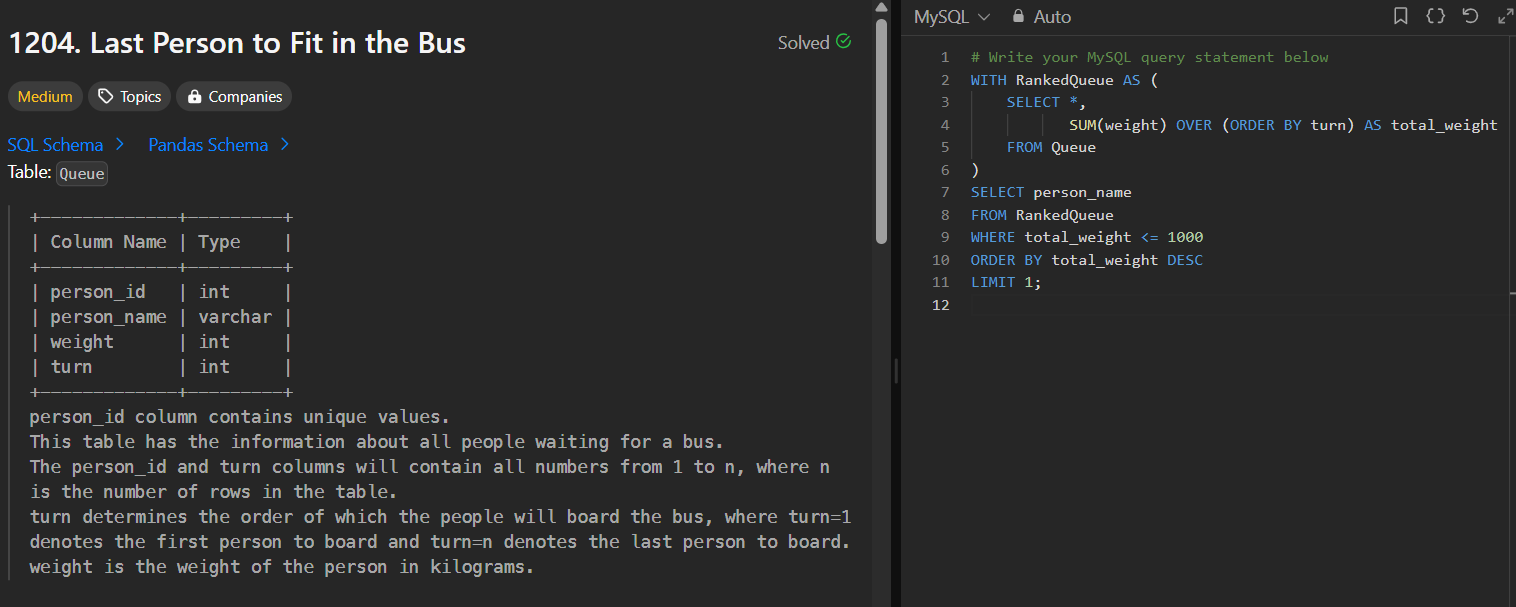 1204. Last Person to Fit in the Bus
Solved
Medium
Topics
Companies
SQL Schema
Pandas Schema
Table: Queue
+-------------+---------+
| Column Name | Type    |
+-------------+---------+
| person_id   | int     |
| person_name | varchar |
| weight      | int     |
| turn        | int     |
+-------------+---------+
person_id column contains unique values.
This table has the information about all people waiting for a bus.
The person_id and turn columns will contain all numbers from 1 to n, where n
is the number of rows in the table.
turn determines the order of which the people will board the bus, where turn=1
denotes the first person to board and turn=n denotes the last person to board.
weight is the weight of the person in kilograms.
MySQL
Auto
1 # Write your MySQL query statement below
2 WITH RankedQueue AS (
3     SELECT *,
4            SUM(weight) OVER (ORDER BY turn) AS total_weight
5     FROM Queue
6 )
7 SELECT person_name
8 FROM RankedQueue
9 WHERE total_weight <= 1000
10 ORDER BY total_weight DESC
11 LIMIT 1;
12